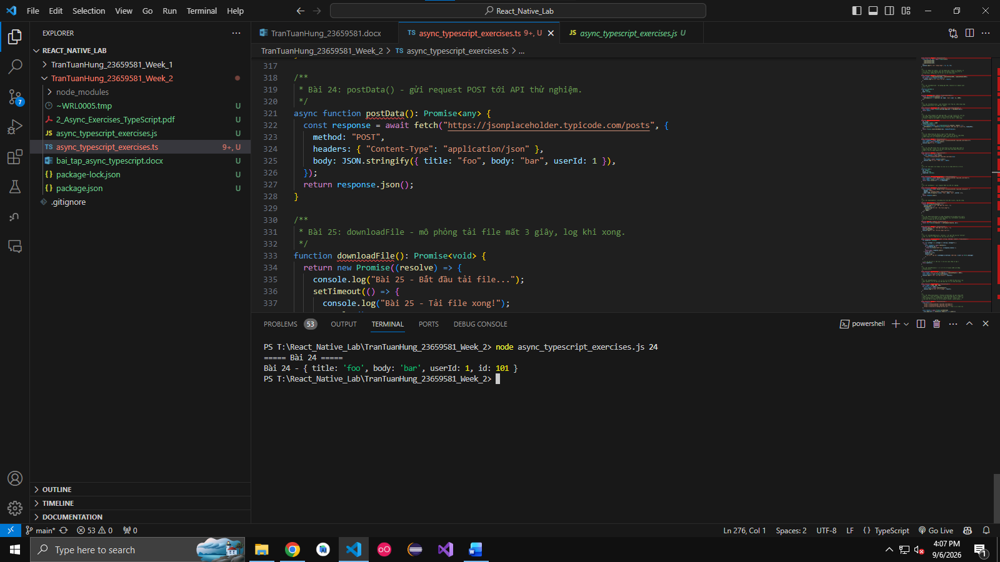 File Edit Selection View Go Run Terminal Help
React_Native_Lab
EXPLORER
REACT_NATIVE_LAB
TranTuanHung_23659581_Week_1
TranTuanHung_23659581_Week_2
node_modules
~WRL0005.tmp U
2_Async_Exercises_TypeScript.pdf U
JS async_typescript_exercises.js U
TS async_typescript_exercises.ts 9+, U
bai_tap_async_typescript.docx U
{} package-lock.json U
{} package.json U
.gitignore
7
OUTLINE
TIMELINE
DOCUMENTATION
TranTuanHung_23659581.docx
TS async_typescript_exercises.ts 9+, U
JS async_typescript_exercises.js U
TranTuanHung_23659581_Week_2 > TS async_typescript_exercises.ts > ...
317
318 /**
319 * Bài 24: postData() - gửi request POST tới API thử nghiệm.
320 */
321 async function postData(): Promise<any> {
322 const response = await fetch("https://jsonplaceholder.typicode.com/posts", {
323 method: "POST",
324 headers: { "Content-Type": "application/json" },
325 body: JSON.stringify({ title: "foo", body: "bar", userId: 1 }),
326 });
327 return response.json();
328 }
329
330 /**
331 * Bài 25: downloadFile - mô phỏng tải file mất 3 giây, log khi xong.
332 */
333 function downloadFile(): Promise<void> {
334 return new Promise((resolve) => {
335 console.log("Bài 25 - Bắt đầu tải file...");
336 setTimeout(() => {
337 console.log("Bài 25 - Tải file xong!");
PROBLEMS 53 OUTPUT TERMINAL PORTS DEBUG CONSOLE
powershell
PS T:\React_Native_Lab\TranTuanHung_23659581_Week_2> node async_typescript_exercises.js 24
===== Bài 24 =====
Bài 24 - { title: 'foo', body: 'bar', userId: 1, id: 101 }
PS T:\React_Native_Lab\TranTuanHung_23659581_Week_2>
main* 53 0 0
Ln 276, Col 1 Spaces: 2 UTF-8 LF {} TypeScript Go Live
Type here to search
4:07 PM
9/6/2026
1